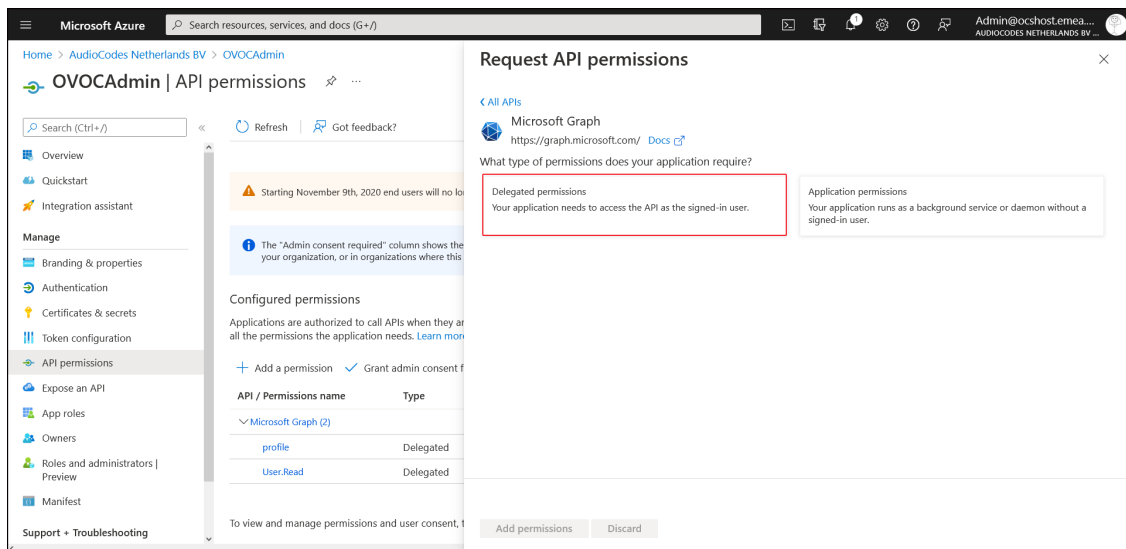 Microsoft Azure
Search resources, services, and docs (G+/)
1
Admin@ocshost.emea....
AUDIOCODES NETHERLANDS BV ...
Home > AudioCodes Netherlands BV > OVOCAdmin
OVOCAdmin | API permissions
...
Search (Ctrl+/)
«
Overview
Quickstart
Integration assistant
Manage
Branding & properties
Authentication
Certificates & secrets
Token configuration
API permissions
Expose an API
App roles
Owners
Roles and administrators |
Preview
Manifest
Support + Troubleshooting
Refresh
Got feedback?
Starting November 9th, 2020 end users will no lo
The "Admin consent required" column shows the
your organization, or in organizations where this
Configured permissions
Applications are authorized to call APIs when they ar
all the permissions the application needs. Learn more
Add a permission
Grant admin consent f
API / Permissions name
Type
Microsoft Graph (2)
profile
Delegated
User.Read
Delegated
To view and manage permissions and user consent, t
Request API permissions
All APIs
Microsoft Graph
https://graph.microsoft.com/ Docs
What type of permissions does your application require?
Delegated permissions
Your application needs to access the API as the signed-in user.
Application permissions
Your application runs as a background service or daemon without a
signed-in user.
Add permissions
Discard